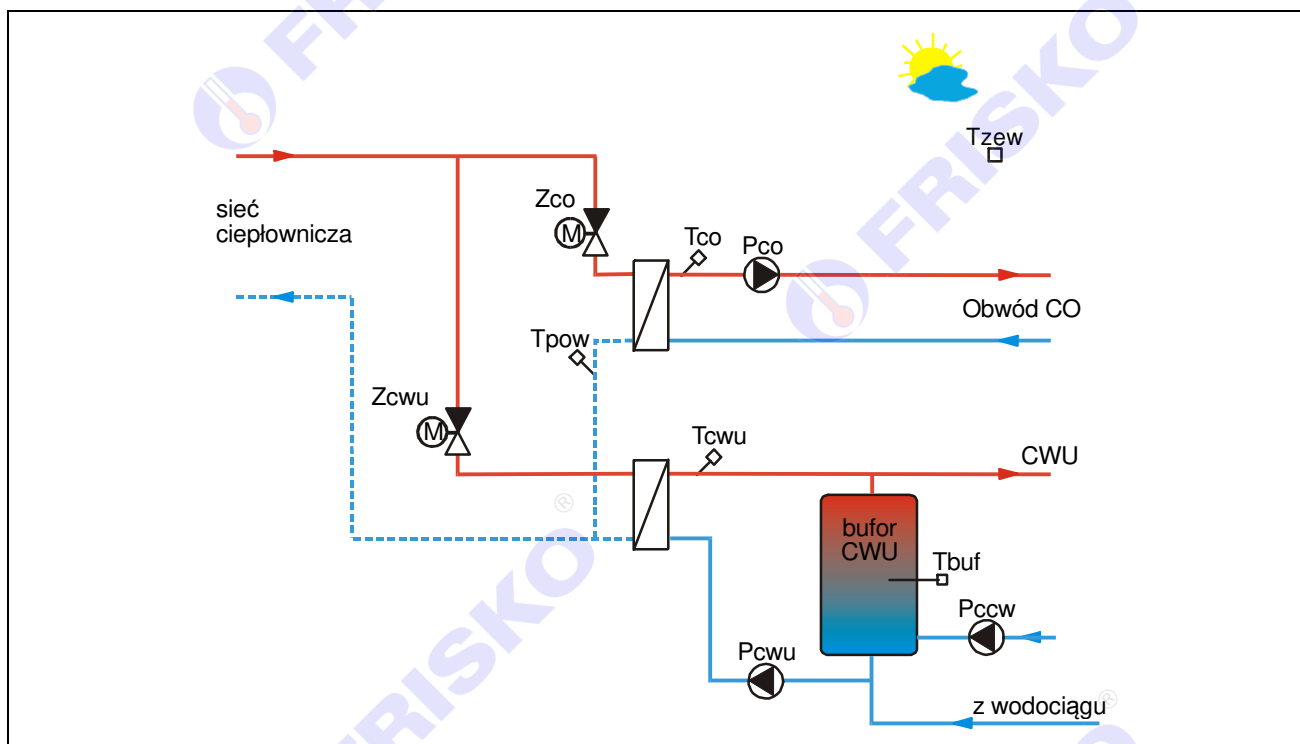 FRISKO
Tzew
FRISKO
sieć
ciepłownicza
Zco
M
Tco
Pco
Obwód CO
Tpow
Zcwu
M
Tcwu
CWU
®
bufor
CWU
Tbuf
Pccw
Pcwu
FRISKO
z wodociągu
®
FRISKO